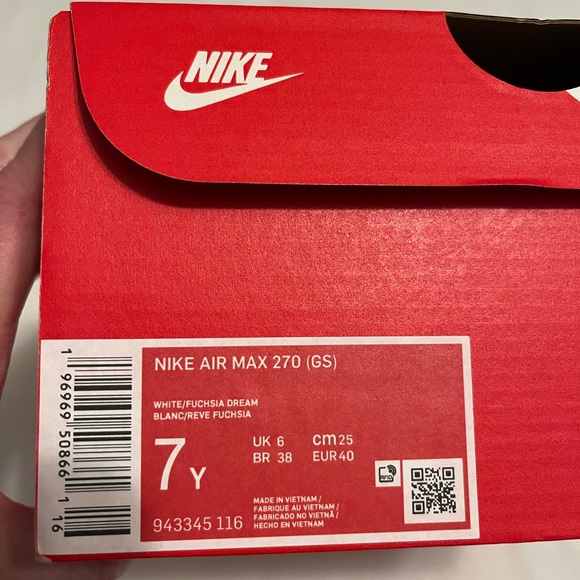 NIKE
NIKE AIR MAX 270 (GS)
WHITE/FUCHSIA DREAM
BLANC/REVE FUCHSIA
7 Y
UK 6 cm 25
BR 38 EUR 40
RFID
943345 116
MADE IN VIETNAM /
FABRIQUE AU VIETNAM /
FABRICADO NO VIETNÃ /
HECHO EN VIETNAM
1 96969 50866 1 16